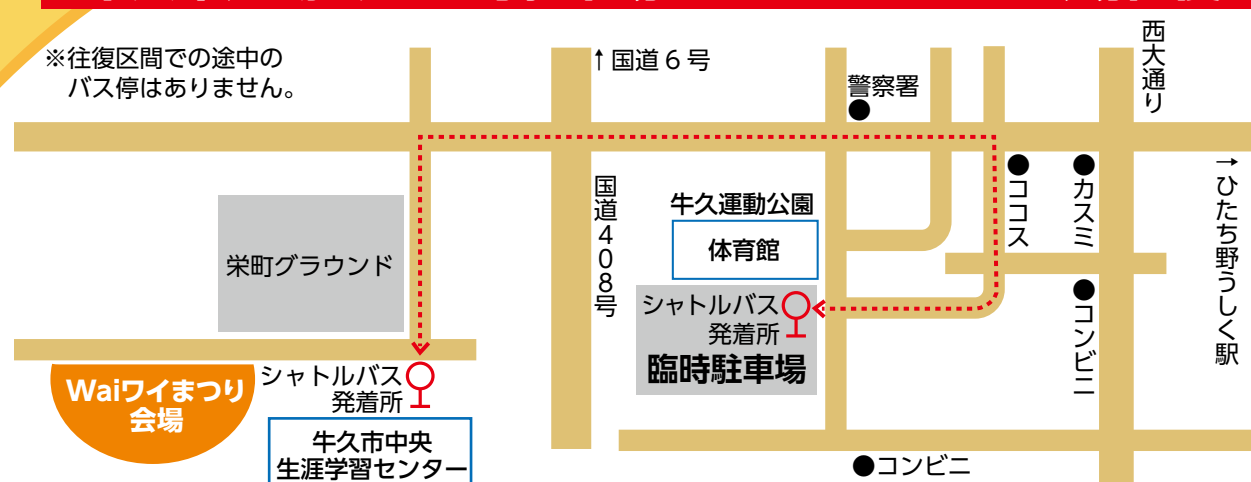 ※往復区間での途中の
バス停はありません。
↑国道6号
警察署
西大通り
国道408号
牛久運動公園
体育館
●ココス
●カスミ
→ひたち野うしく駅
栄町グラウンド
シャトルバス
発着所
臨時駐車場
●コンビニ
Waiワイまつり
会場
シャトルバス
発着所
牛久市中央
生涯学習センター
●コンビニ